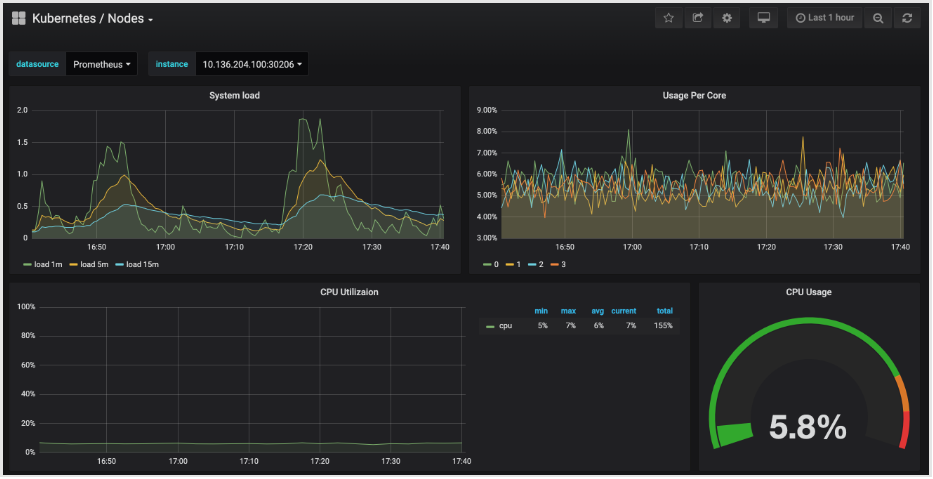 Kubernetes / Nodes
Last 1 hour
datasource Prometheus instance 10.136.204.100:30206
System load
2.0
1.5
1.0
0.5
0
16:50 17:00 17:10 17:20 17:30 17:40
load 1m load 5m load 15m
Usage Per Core
9.00%
8.00%
7.00%
6.00%
5.00%
4.00%
3.00%
16:50 17:00 17:10 17:20 17:30 17:40
0 1 2 3
CPU Utilizaion
100%
80%
60%
40%
20%
0%
16:50 17:00 17:10 17:20 17:30 17:40
min max avg current total
cpu 5% 7% 6% 7% 155%
CPU Usage
5.8%